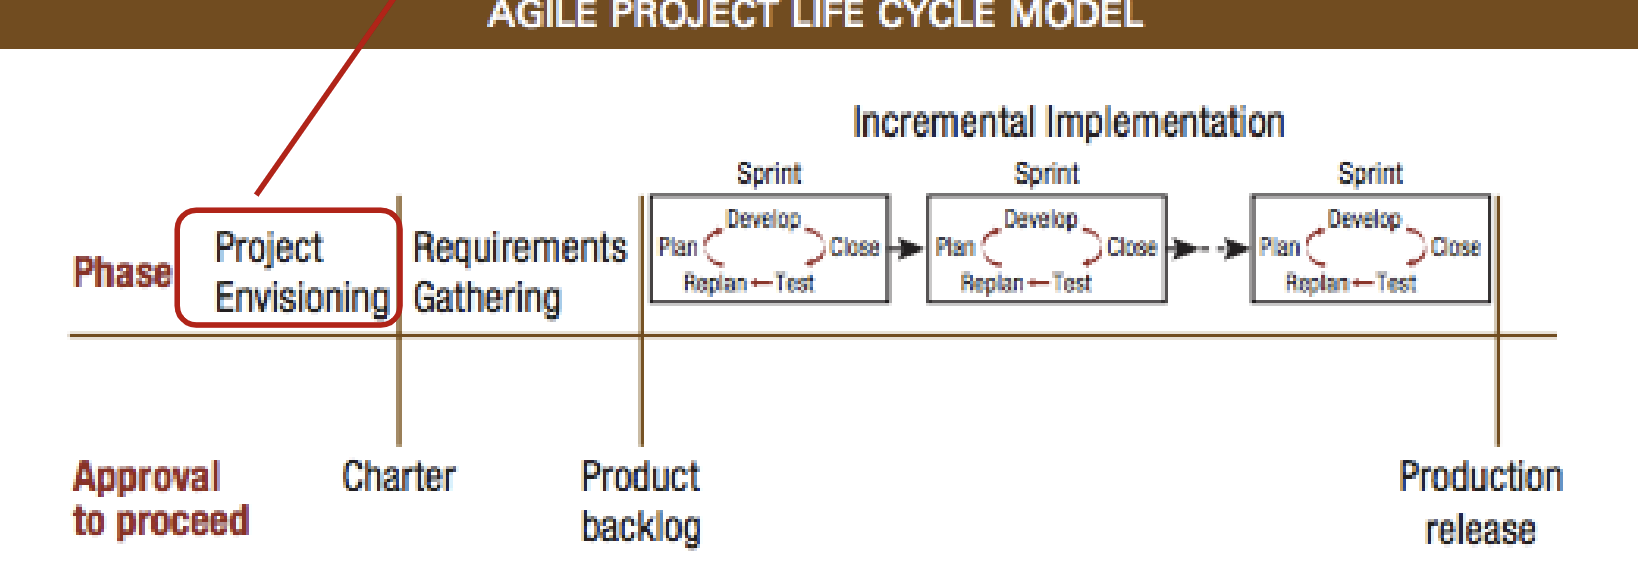 AGILE PROJECT LIFE CYCLE MODEL
Incremental Implementation
Sprint
Sprint
Sprint
Phase
Project
Envisioning
Requirements
Gathering
Plan
Develop
Close
Replan
Test
Plan
Develop
Close
Replan
Test
Plan
Develop
Close
Replan
Test
Approval
to proceed
Charter
Product
backlog
Production
release